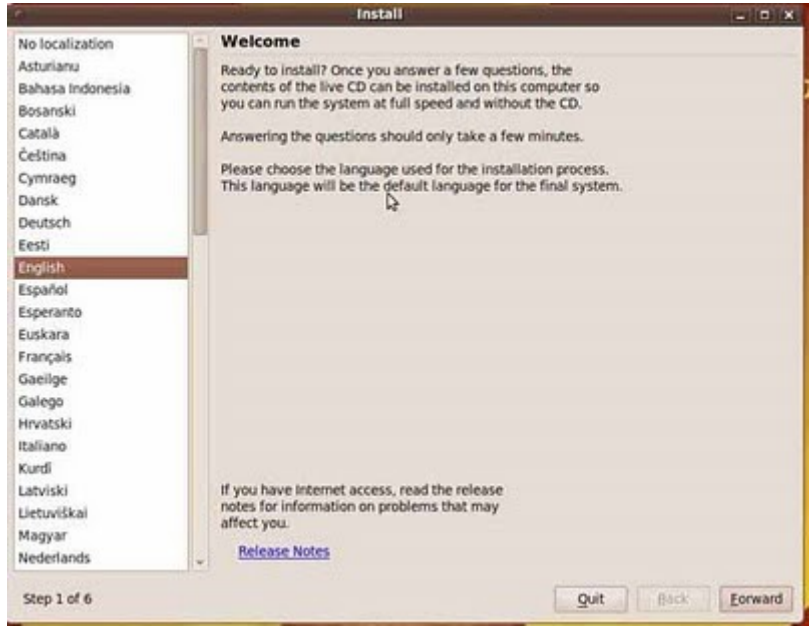 Install
No localization
Asturianu
Bahasa Indonesia
Bosanski
Català
Čeština
Cymraeg
Dansk
Deutsch
Eesti
English
Español
Esperanto
Euskara
Français
Gaeilge
Galego
Hrvatski
Italiano
Kurdî
Latviski
Lietuviškai
Magyar
Nederlands
Welcome
Ready to install? Once you answer a few questions, the
contents of the live CD can be installed on this computer so
you can run the system at full speed and without the CD.
Answering the questions should only take a few minutes.
Please choose the language used for the installation process.
This language will be the default language for the final system.
If you have Internet access, read the release
notes for information on problems that may
affect you.
Release Notes
Step 1 of 6
Quit
Back
Forward